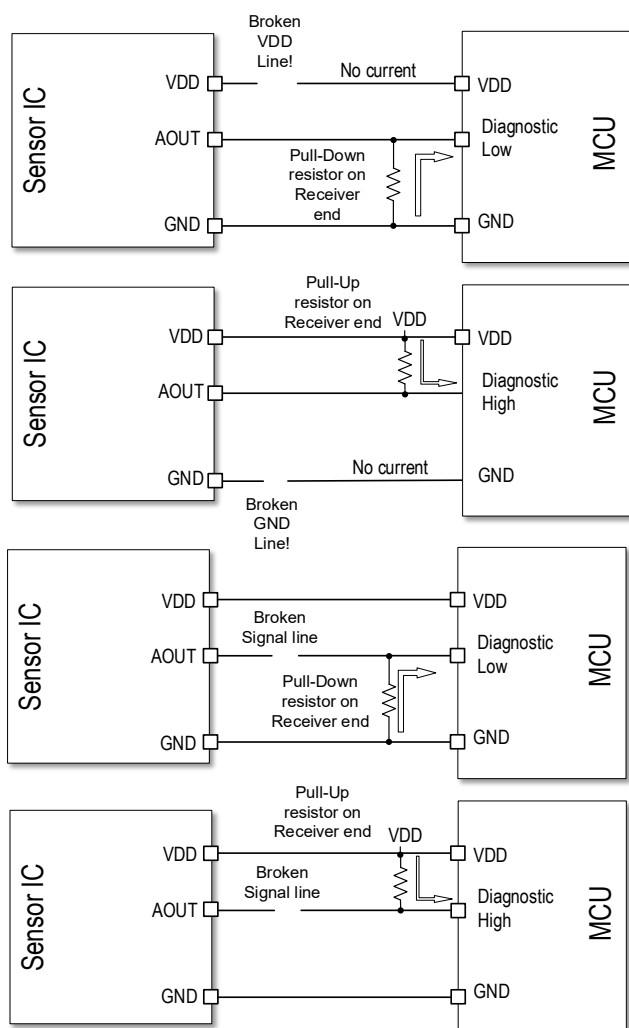 Broken
VDD
Line!
No current
VDD
VDD
AOUT
Diagnostic
Low
Pull-Down
resistor on
Receiver
end
GND
GND
Sensor IC
MCU
Pull-Up
resistor on
Receiver end
VDD
VDD
VDD
AOUT
Diagnostic
High
GND
No current
GND
Broken
GND
Line!
Sensor IC
MCU
VDD
VDD
Broken
Signal line
AOUT
Diagnostic
Low
Pull-Down
resistor on
Receiver end
GND
GND
Sensor IC
MCU
Pull-Up
resistor on
Receiver end
VDD
VDD
VDD
Broken
Signal line
AOUT
Diagnostic
High
GND
GND
Sensor IC
MCU